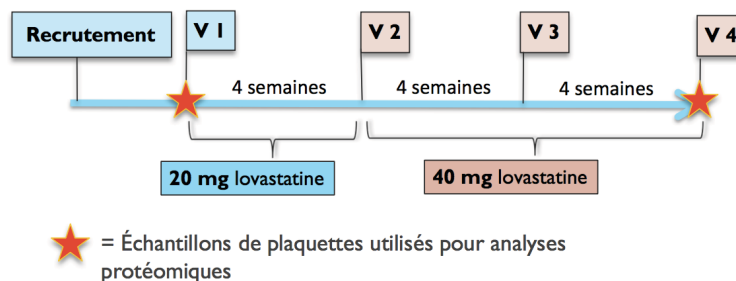 Recrutement
V 1
V 2
V 3
V 4
4 semaines
4 semaines
4 semaines
20 mg lovastatine
40 mg lovastatine
= Échantillons de plaquettes utilisés pour analyses
protéomiques